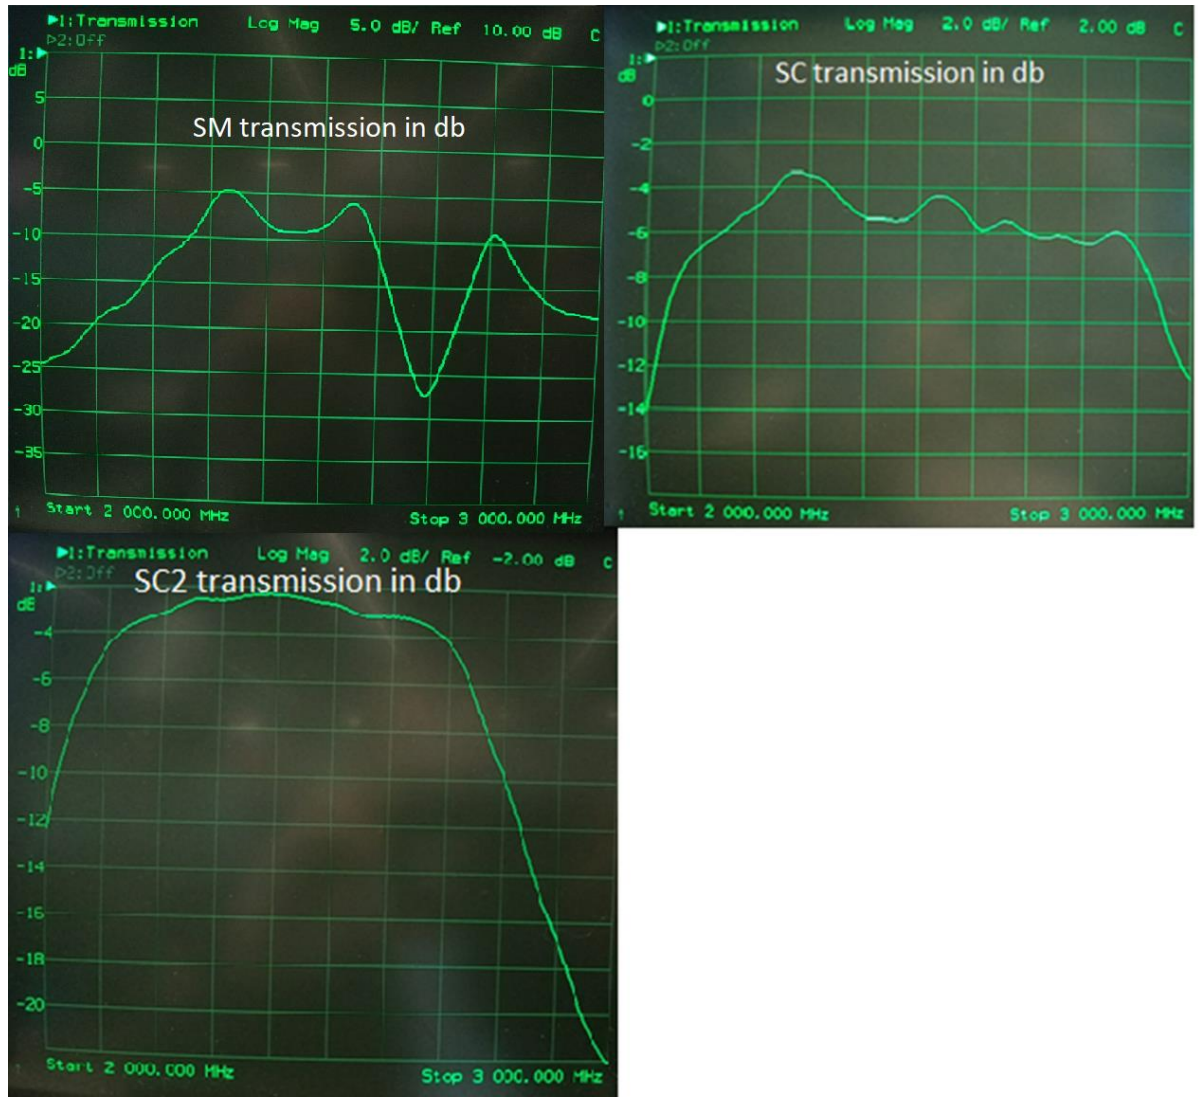 ▶1:Transmission Log Mag 5.0 dB/ Ref 10.00 dB C
▷2:Off
1:▶
dB
SM transmission in db
5
0
-5
-10
-15
-20
-25
-30
-35
1 Start 2 000.000 MHz Stop 3 000.000 MHz
▶1:Transmission Log Mag 2.0 dB/ Ref 2.00 dB C
▷2:Off
1:▶
dB
SC transmission in db
0
-2
-4
-6
-8
-10
-12
-14
-16
1 Start 2 000.000 MHz Stop 3 000.000 MHz
▶1:Transmission Log Mag 2.0 dB/ Ref -2.00 dB C
▷2:Off
1:▶
dB
SC2 transmission in db
-4
-6
-8
-10
-12
-14
-16
-18
-20
1 Start 2 000.000 MHz Stop 3 000.000 MHz